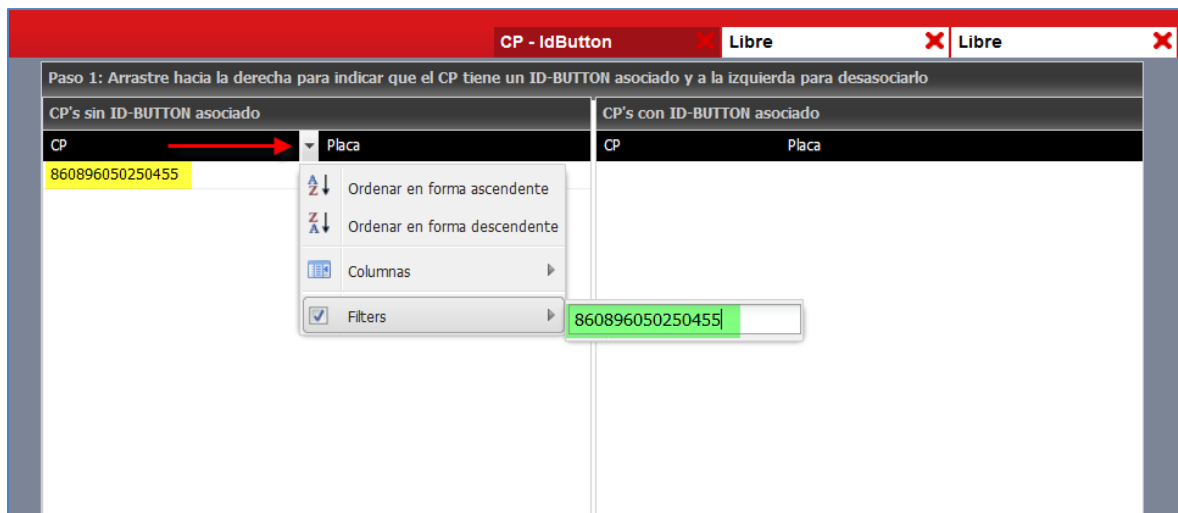 CP - IdButton Libre Libre
Paso 1: Arrastre hacia la derecha para indicar que el CP tiene un ID-BUTTON asociado y a la izquierda para desasociarlo
CP's sin ID-BUTTON asociado CP's con ID-BUTTON asociado
CP Placa CP Placa
860896050250455
Ordenar en forma ascendente
Ordenar en forma descendente
Columnas
Filters 860896050250455